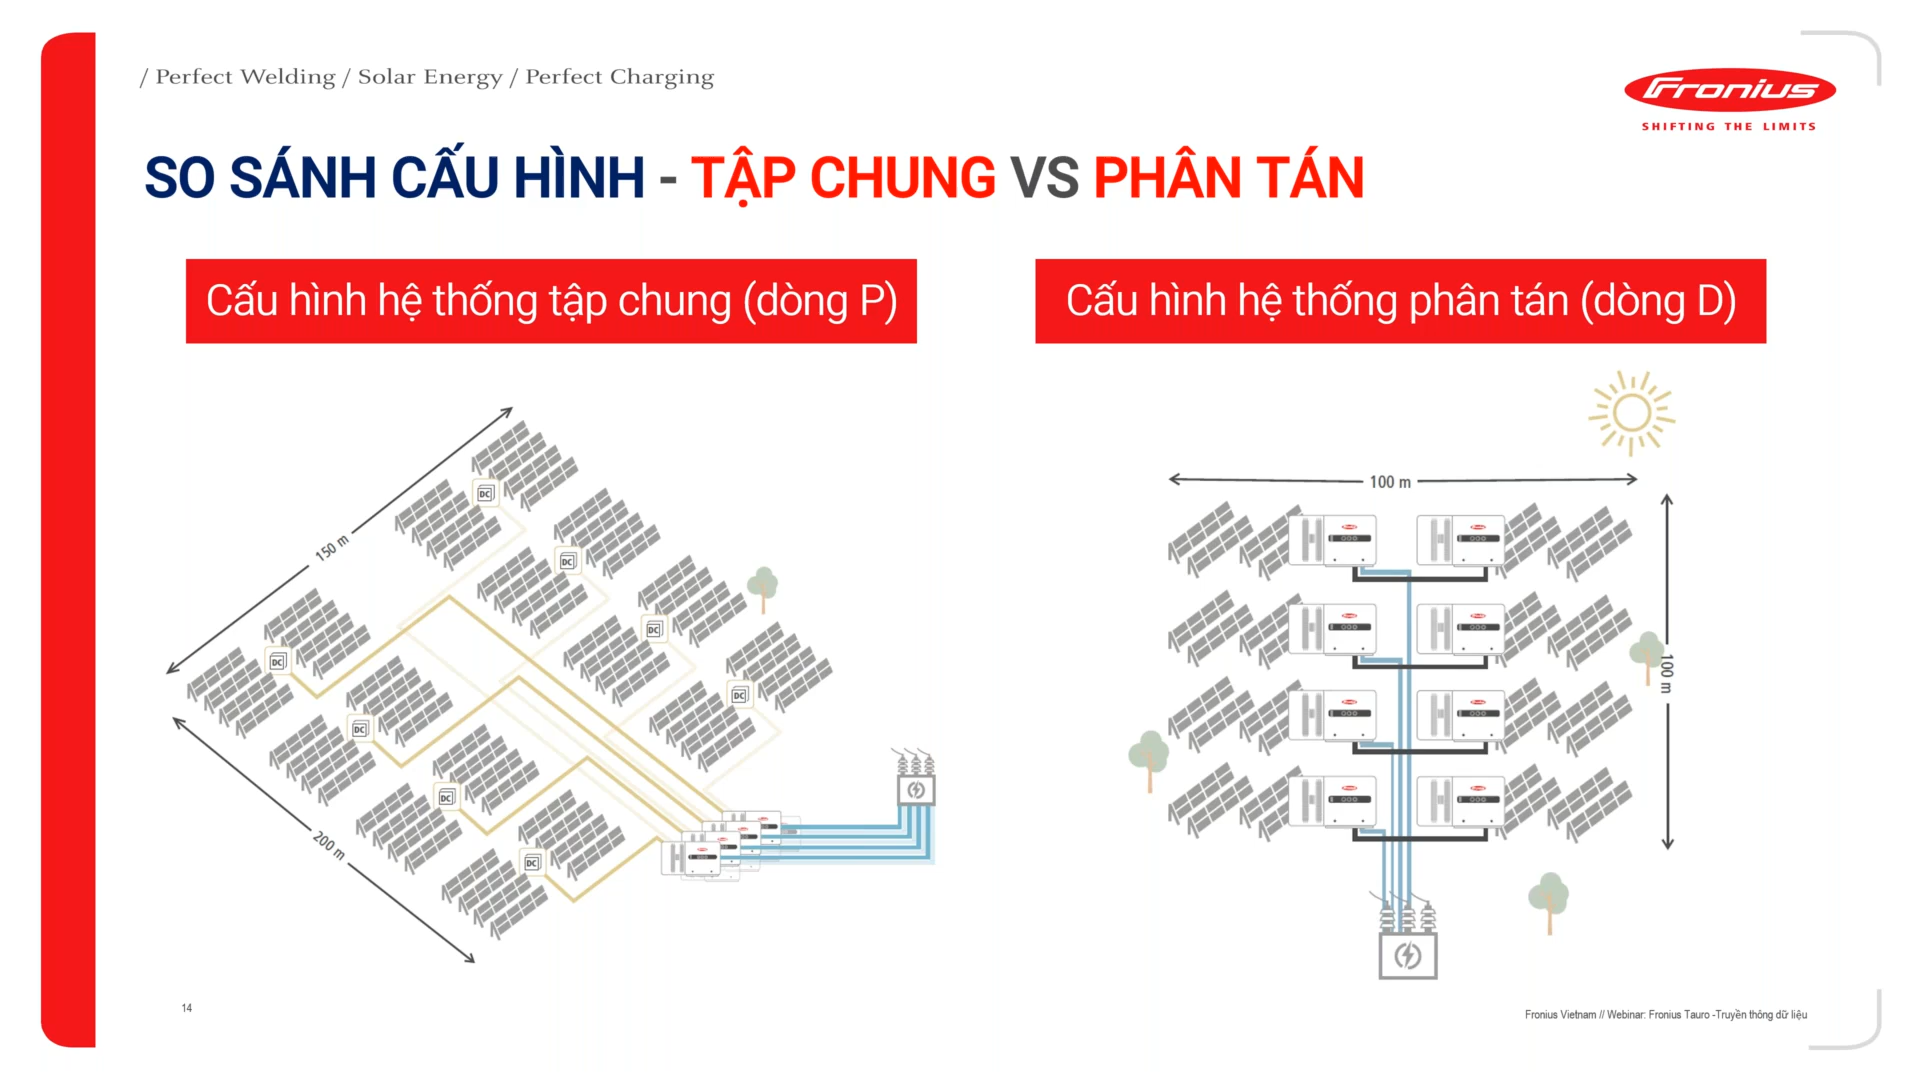 / Perfect Welding / Solar Energy / Perfect Charging
Fronius
SHIFTING THE LIMITS
SO SÁNH CẤU HÌNH - TẬP CHUNG VS PHÂN TÁN
Cấu hình hệ thống tập chung (dòng P)
Cấu hình hệ thống phân tán (dòng D)
150 m
200 m
DC
DC
DC
DC
DC
DC
DC
DC
100 m
100 m
14
Fronius Vietnam // Webinar: Fronius Tauro -Truyền thông dữ liệu